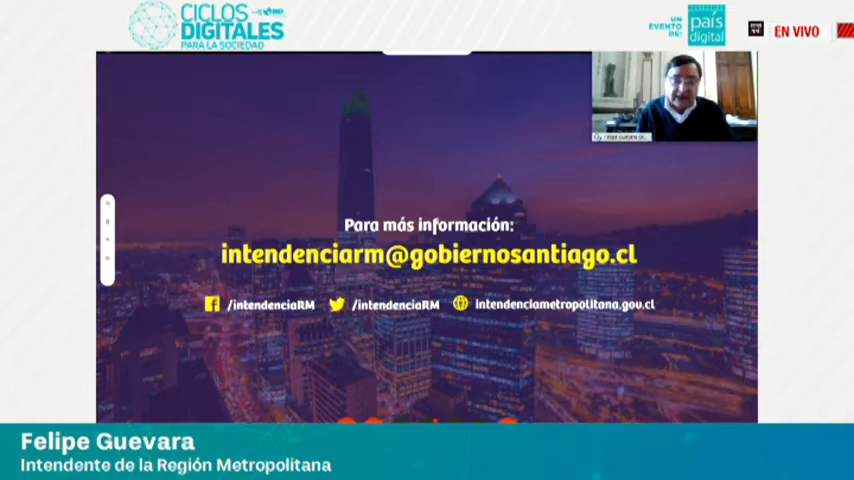 CICLOS
DIGITALES
PARA LA SOCIEDAD
UN
EVENTO
DE:
país
digital
EN VIVO
Para más información:
intendenciarm@gobiernosantiago.cl
/intendenciaRM
/intendenciaRM
intendenciametropolitana.gov.cl
Felipe Guevara
Intendente de la Región Metropolitana